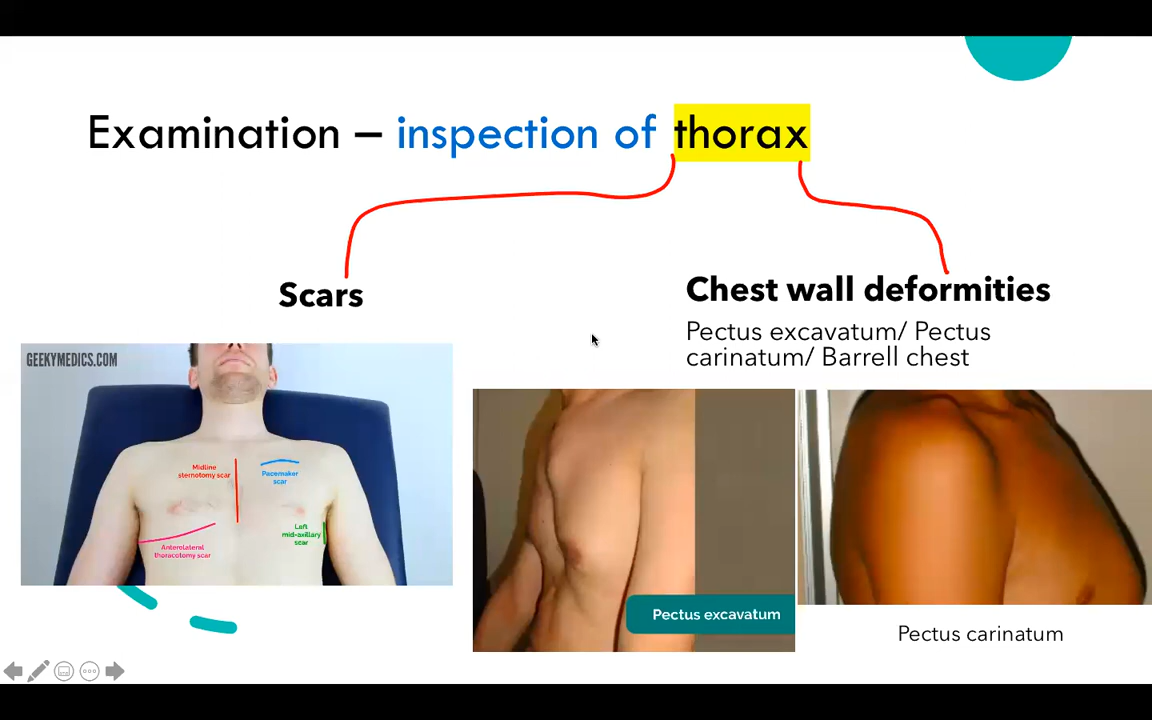 Examination – inspection of thorax
Scars
Chest wall deformities
Pectus excavatum/ Pectus
carinatum/ Barrell chest
GEEKYMEDICS.COM
Midline
sternotomy scar
Pacemaker
scar
Left
mid-axillary
scar
Anterolateral
thoracotomy scar
Pectus excavatum
Pectus carinatum